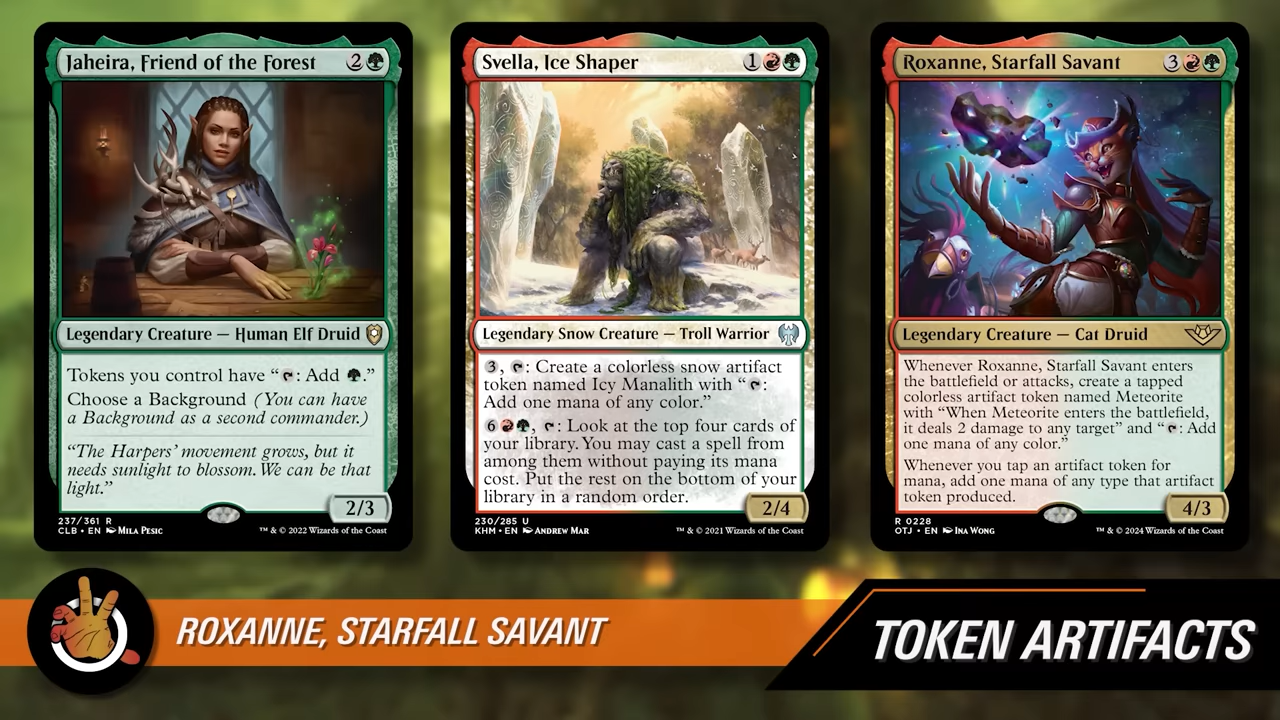 Jaheira, Friend of the Forest 2
Legendary Creature — Human Elf Druid
Tokens you control have “: Add .”
Choose a Background (You can have
a Background as a second commander.)
“The Harpers’ movement grows, but it
needs sunlight to blossom. We can be that
light.”
2/3
237/361 R
CLB • EN Mila Pesic
™ & © 2022 Wizards of the Coast
Svella, Ice Shaper 1
Legendary Snow Creature — Troll Warrior
3, : Create a colorless snow artifact
token named Icy Manalith with “:
Add one mana of any color.”
6, : Look at the top four cards of
your library. You may cast a spell from
among them without paying its mana
cost. Put the rest on the bottom of your
library in a random order.
2/4
230/285 U
KHM • EN Andrew Mar
™ & © 2021 Wizards of the Coast
Roxanne, Starfall Savant 3
Legendary Creature — Cat Druid
Whenever Roxanne, Starfall Savant enters
the battlefield or attacks, create a tapped
colorless artifact token named Meteorite
with “When Meteorite enters the battlefield,
it deals 2 damage to any target” and “: Add
one mana of any color.”
Whenever you tap an artifact token for
mana, add one mana of any type that artifact
token produced.
4/3
R 0228
OTJ • EN Ina Wong
™ & © 2024 Wizards of the Coast
ROXANNE, STARFALL SAVANT
TOKEN ARTIFACTS